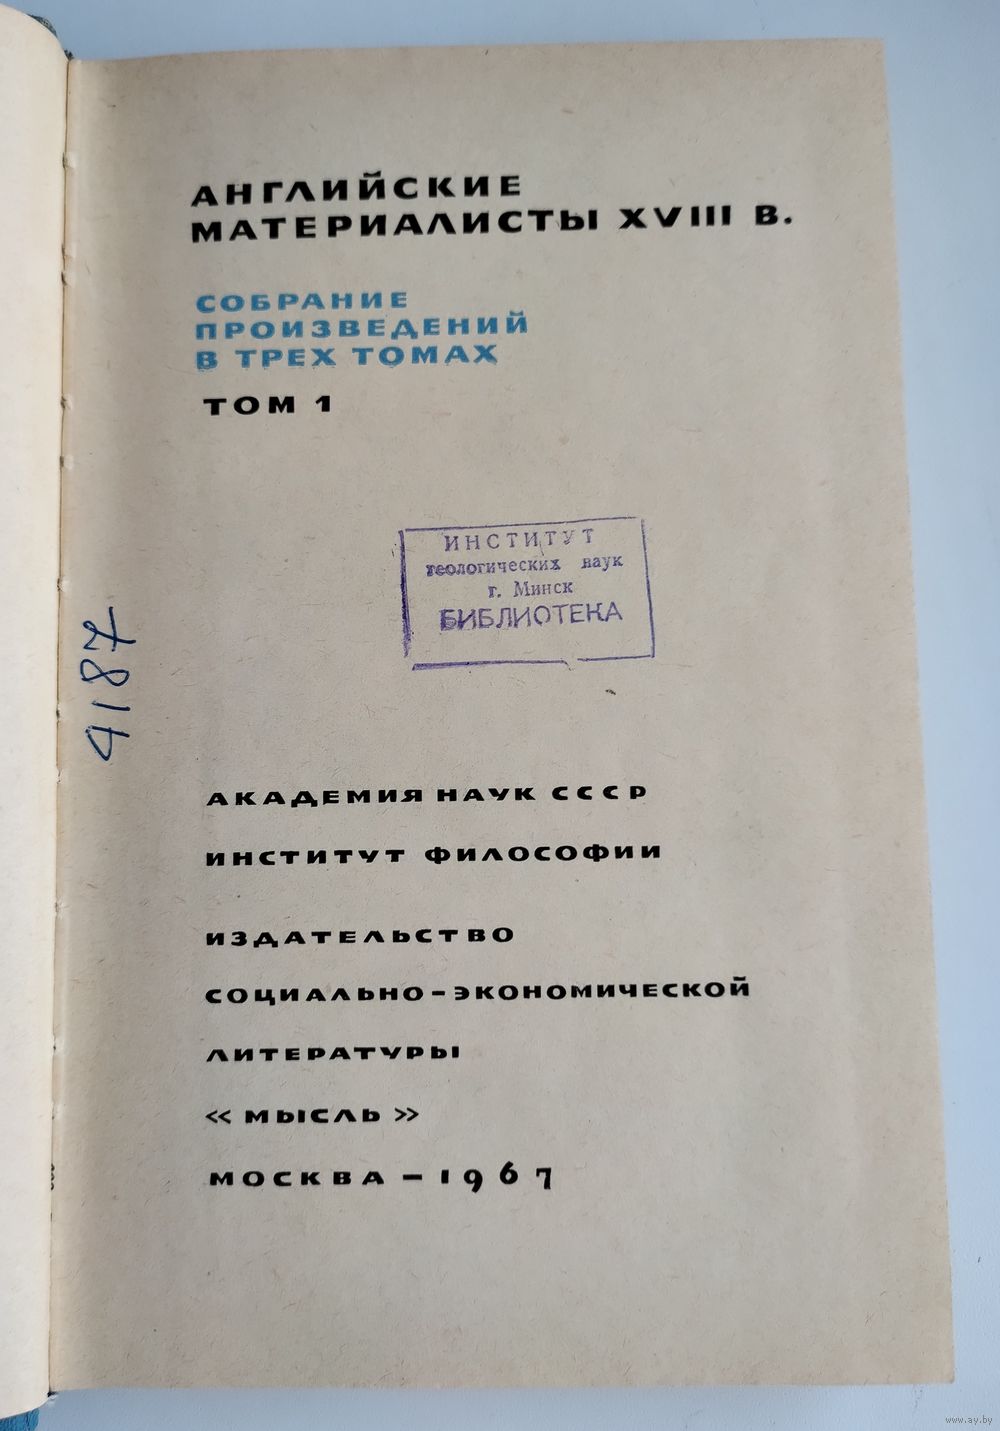 АНГЛИЙСКИЕ
МАТЕРИАЛИСТЫ XVIII В.
СОБРАНИЕ
ПРОИЗВЕДЕНИЙ
В ТРЕХ ТОМАХ
ТОМ 1
ИНСТИТУТ
геологических наук
г. Минск
БИБЛИОТЕКА
4187
АКАДЕМИЯ НАУК СССР
ИНСТИТУТ ФИЛОСОФИИ
ИЗДАТЕЛЬСТВО
СОЦИАЛЬНО-ЭКОНОМИЧЕСКОЙ
ЛИТЕРАТУРЫ
« МЫСЛЬ »
МОСКВА – 1967
www.ay.by